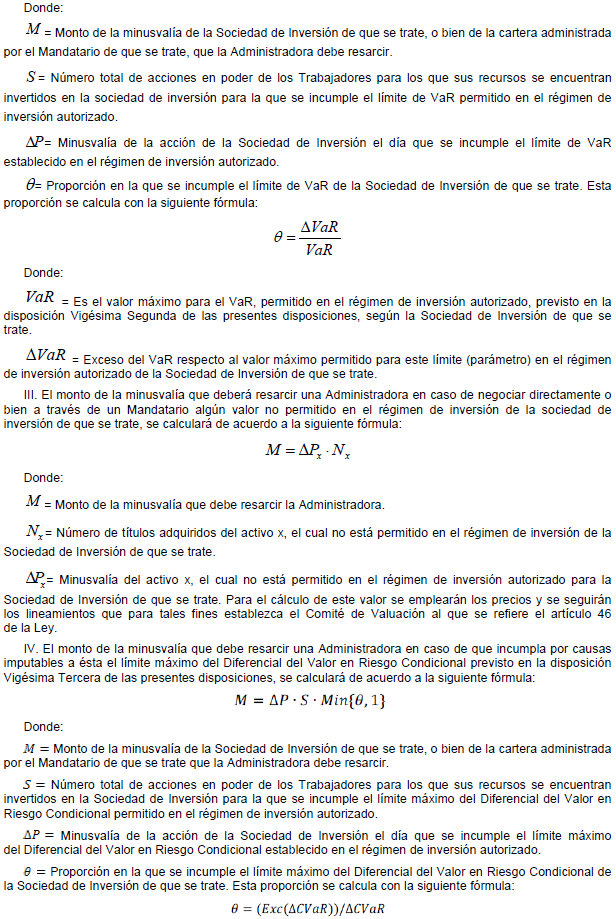 Donde:
M = Monto de la minusvalía de la Sociedad de Inversión de que se trate, o bien de la cartera administrada
por el Mandatario de que se trate, que la Administradora debe resarcir.
S = Número total de acciones en poder de los Trabajadores para los que sus recursos se encuentran
invertidos en la sociedad de inversión para la que se incumple el límite de VaR permitido en el régimen de
inversión autorizado.
ΔP= Minusvalía de la acción de la Sociedad de Inversión el día que se incumple el límite de VaR
establecido en el régimen de inversión autorizado.
θ= Proporción en la que se incumple el límite de VaR de la Sociedad de Inversión de que se trate. Esta
proporción se calcula con la siguiente fórmula:
θ = ΔVaR / VaR
Donde:
VaR = Es el valor máximo para el VaR, permitido en el régimen de inversión autorizado, previsto en la
disposición Vigésima Segunda de las presentes disposiciones, según la Sociedad de Inversión de que se
trate.
ΔVaR = Exceso del VaR respecto al valor máximo permitido para este límite (parámetro) en el régimen
de inversión autorizado de la Sociedad de Inversión de que se trate.
III. El monto de la minusvalía que deberá resarcir una Administradora en caso de negociar directamente o
bien a través de un Mandatario algún valor no permitido en el régimen de inversión de la sociedad de
inversión de que se trate, se calculará de acuerdo a la siguiente fórmula:
M = ΔPₓ · Nₓ
Donde:
M = Monto de la minusvalía que debe resarcir la Administradora.
Nₓ= Número de títulos adquiridos del activo x, el cual no está permitido en el régimen de inversión de la
Sociedad de Inversión de que se trate.
ΔPₓ= Minusvalía del activo x, el cual no está permitido en el régimen de inversión autorizado para la
Sociedad de Inversión de que se trate. Para el cálculo de este valor se emplearán los precios y se seguirán
los lineamientos que para tales fines establezca el Comité de Valuación al que se refiere el artículo 46
de la Ley.
IV. El monto de la minusvalía que debe resarcir una Administradora en caso de que incumpla por causas
imputables a ésta el límite máximo del Diferencial del Valor en Riesgo Condicional previsto en la disposición
Vigésima Tercera de las presentes disposiciones, se calculará de acuerdo a la siguiente fórmula:
M = ΔP · S · Min{θ, 1}
Donde:
M = Monto de la minusvalía de la Sociedad de Inversión de que se trate, o bien de la cartera administrada
por el Mandatario de que se trate que la Administradora debe resarcir.
S = Número total de acciones en poder de los Trabajadores para los que sus recursos se encuentran
invertidos en la Sociedad de Inversión para la que se incumple el límite máximo del Diferencial del Valor en
Riesgo Condicional permitido en el régimen de inversión autorizado.
ΔP = Minusvalía de la acción de la Sociedad de Inversión el día que se incumple el límite máximo
del Diferencial del Valor en Riesgo Condicional establecido en el régimen de inversión autorizado.
θ = Proporción en la que se incumple el límite máximo del Diferencial del Valor en Riesgo Condicional de
la Sociedad de Inversión de que se trate. Esta proporción se calcula con la siguiente fórmula:
θ = (Exc(ΔCVaR))/ΔCVaR